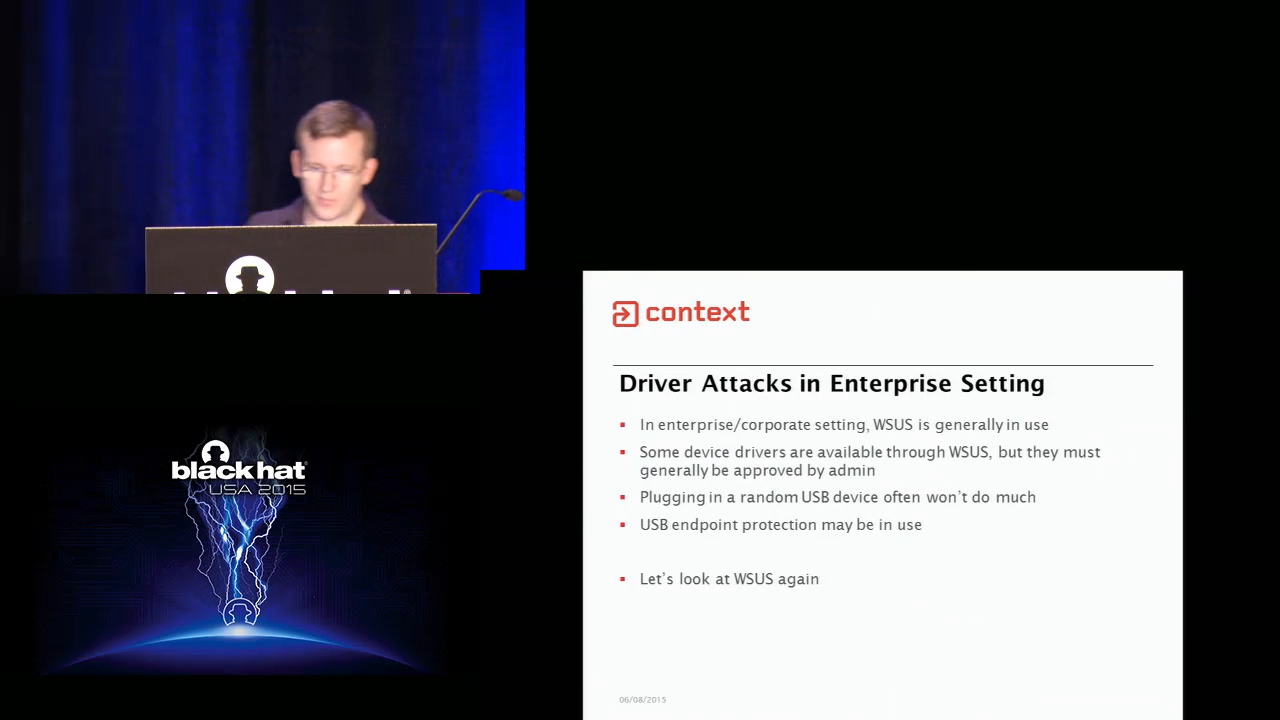 context
Driver Attacks in Enterprise Setting
▪ In enterprise/corporate setting, WSUS is generally in use
▪ Some device drivers are available through WSUS, but they must
generally be approved by admin
▪ Plugging in a random USB device often won't do much
▪ USB endpoint protection may be in use
▪ Let's look at WSUS again
06/08/2015
black hat®
USA 2015